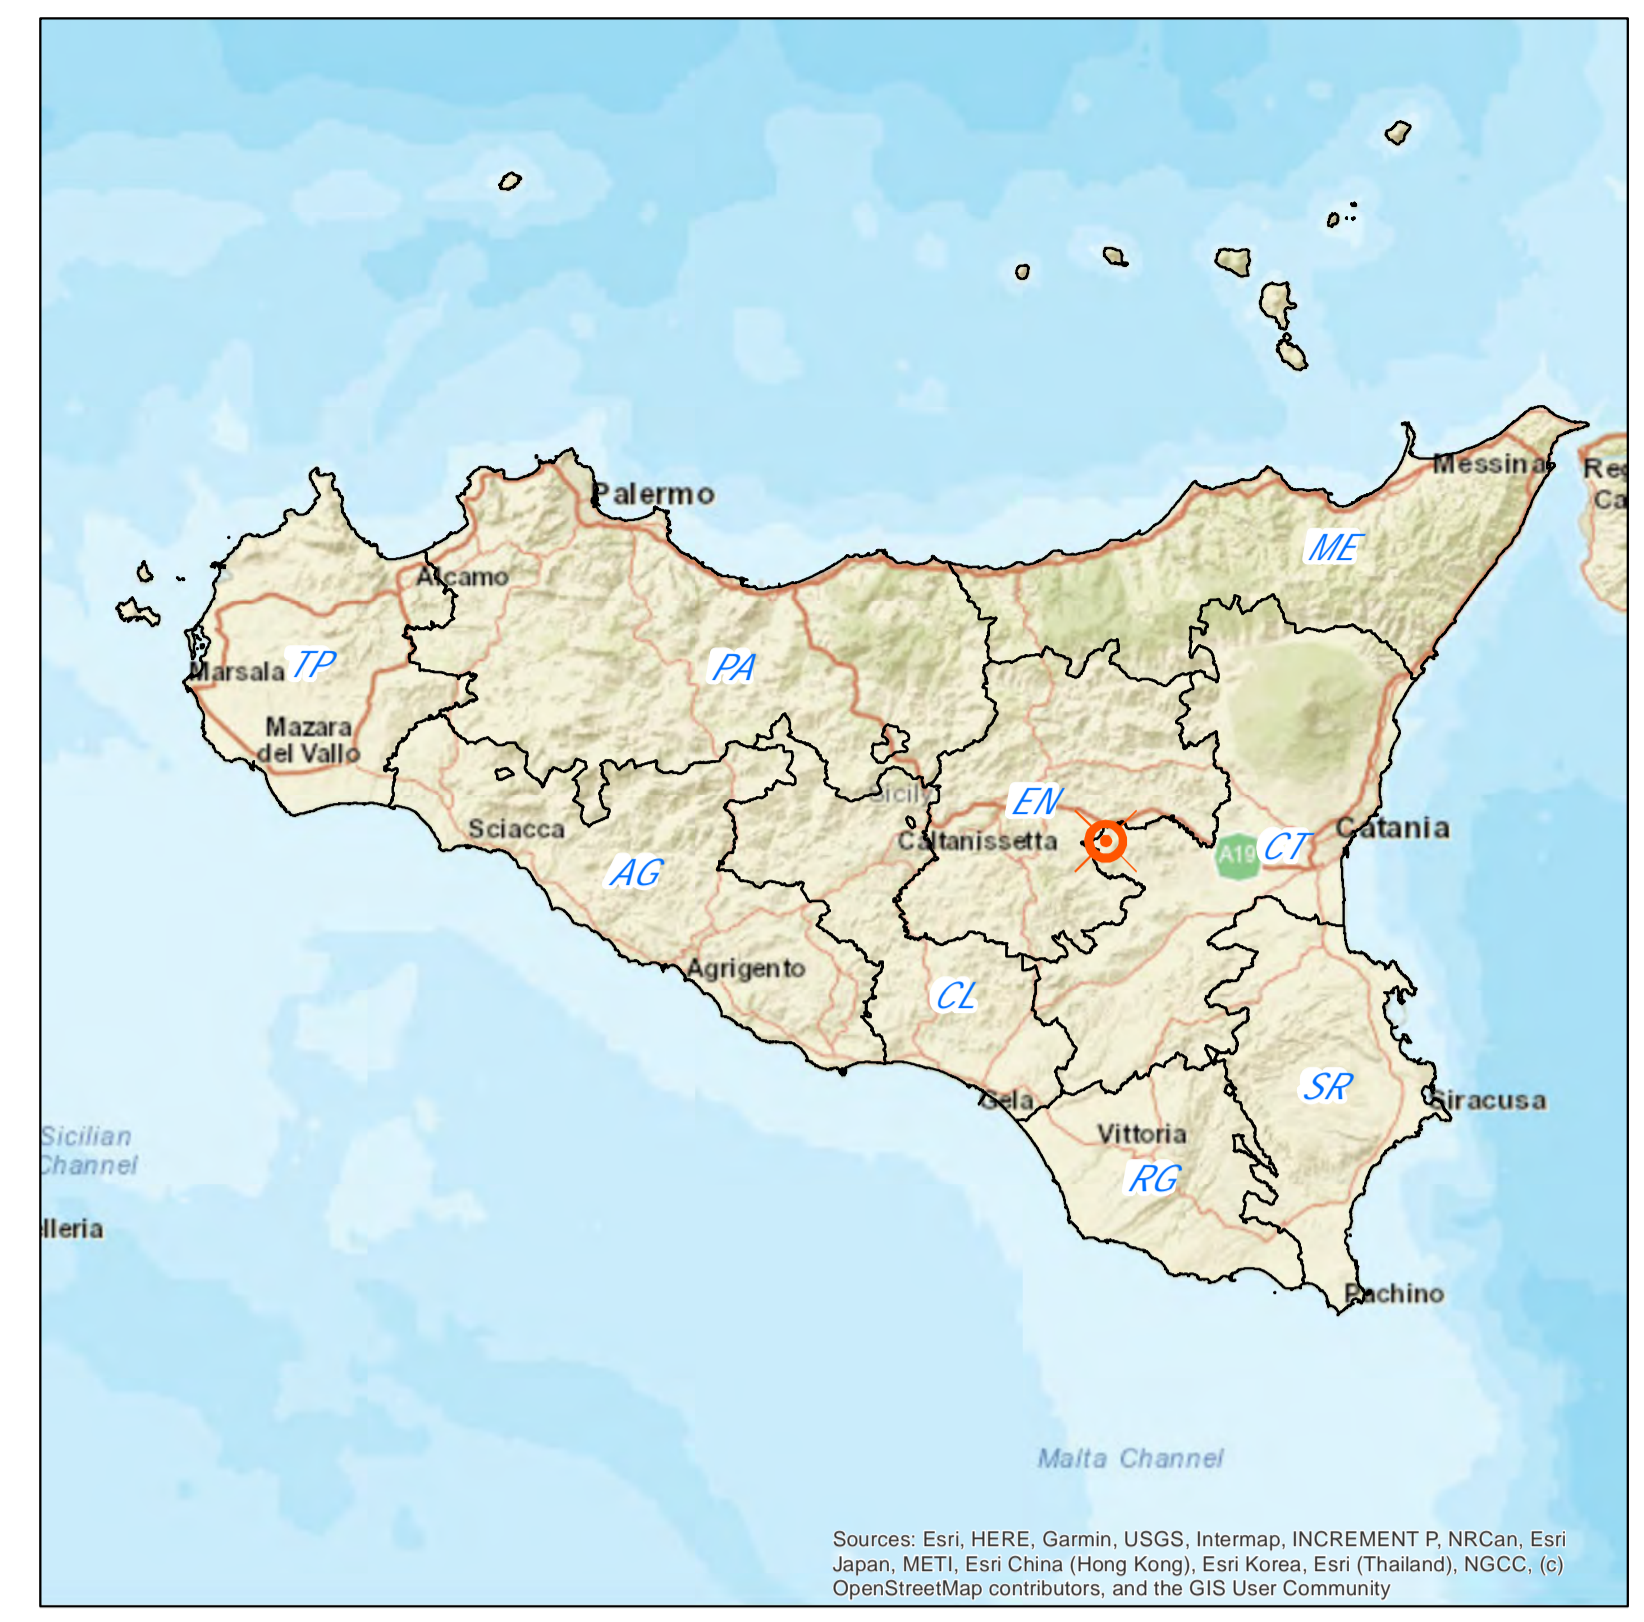 Palermo
Messina
Reg
Ca
ME
Alcamo
Marsala
TP
PA
Mazara
del Vallo
Sicily
EN
Sciacca
Caltanissetta
A19
CT
Catania
AG
Agrigento
CL
Gela
SR
Siracusa
Vittoria
RG
Sicilian
Channel
lleria
Pachino
Malta Channel
Sources: Esri, HERE, Garmin, USGS, Intermap, INCREMENT P, NRCan, Esri
Japan, METI, Esri China (Hong Kong), Esri Korea, Esri (Thailand), NGCC, (c)
OpenStreetMap contributors, and the GIS User Community